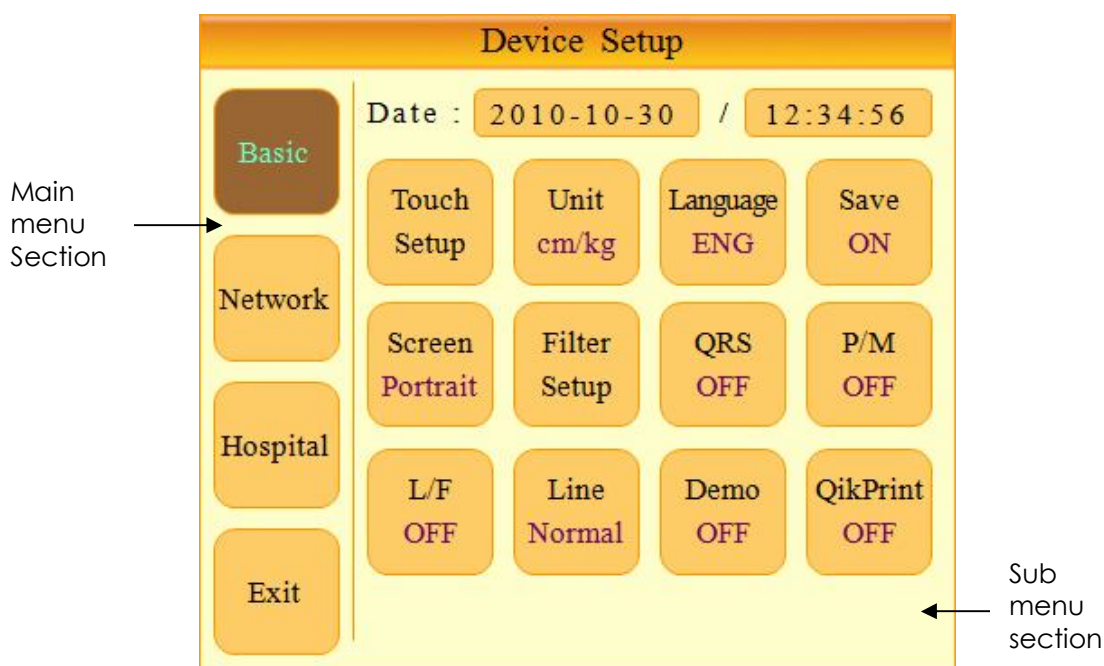 Device Setup
Date : 2010-10-30 / 12:34:56
Basic
Main
menu
Section
Touch Setup
Unit cm/kg
Language ENG
Save ON
Network
Screen Portrait
Filter Setup
QRS OFF
P/M OFF
Hospital
L/F OFF
Line Normal
Demo OFF
QikPrint OFF
Exit
Sub
menu
section